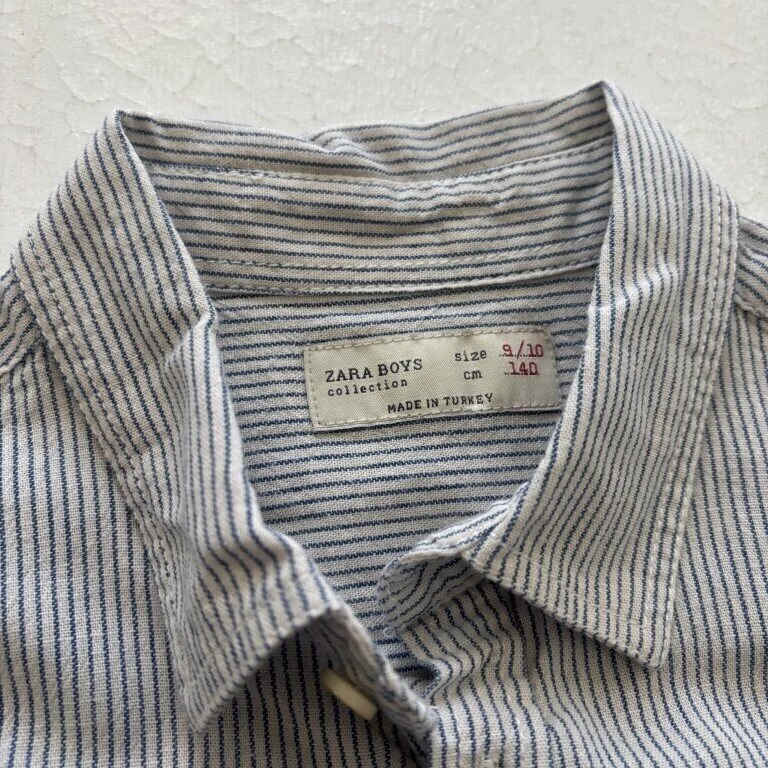 ZARA BOYS size 9/10
collection cm 140
MADE IN TURKEY